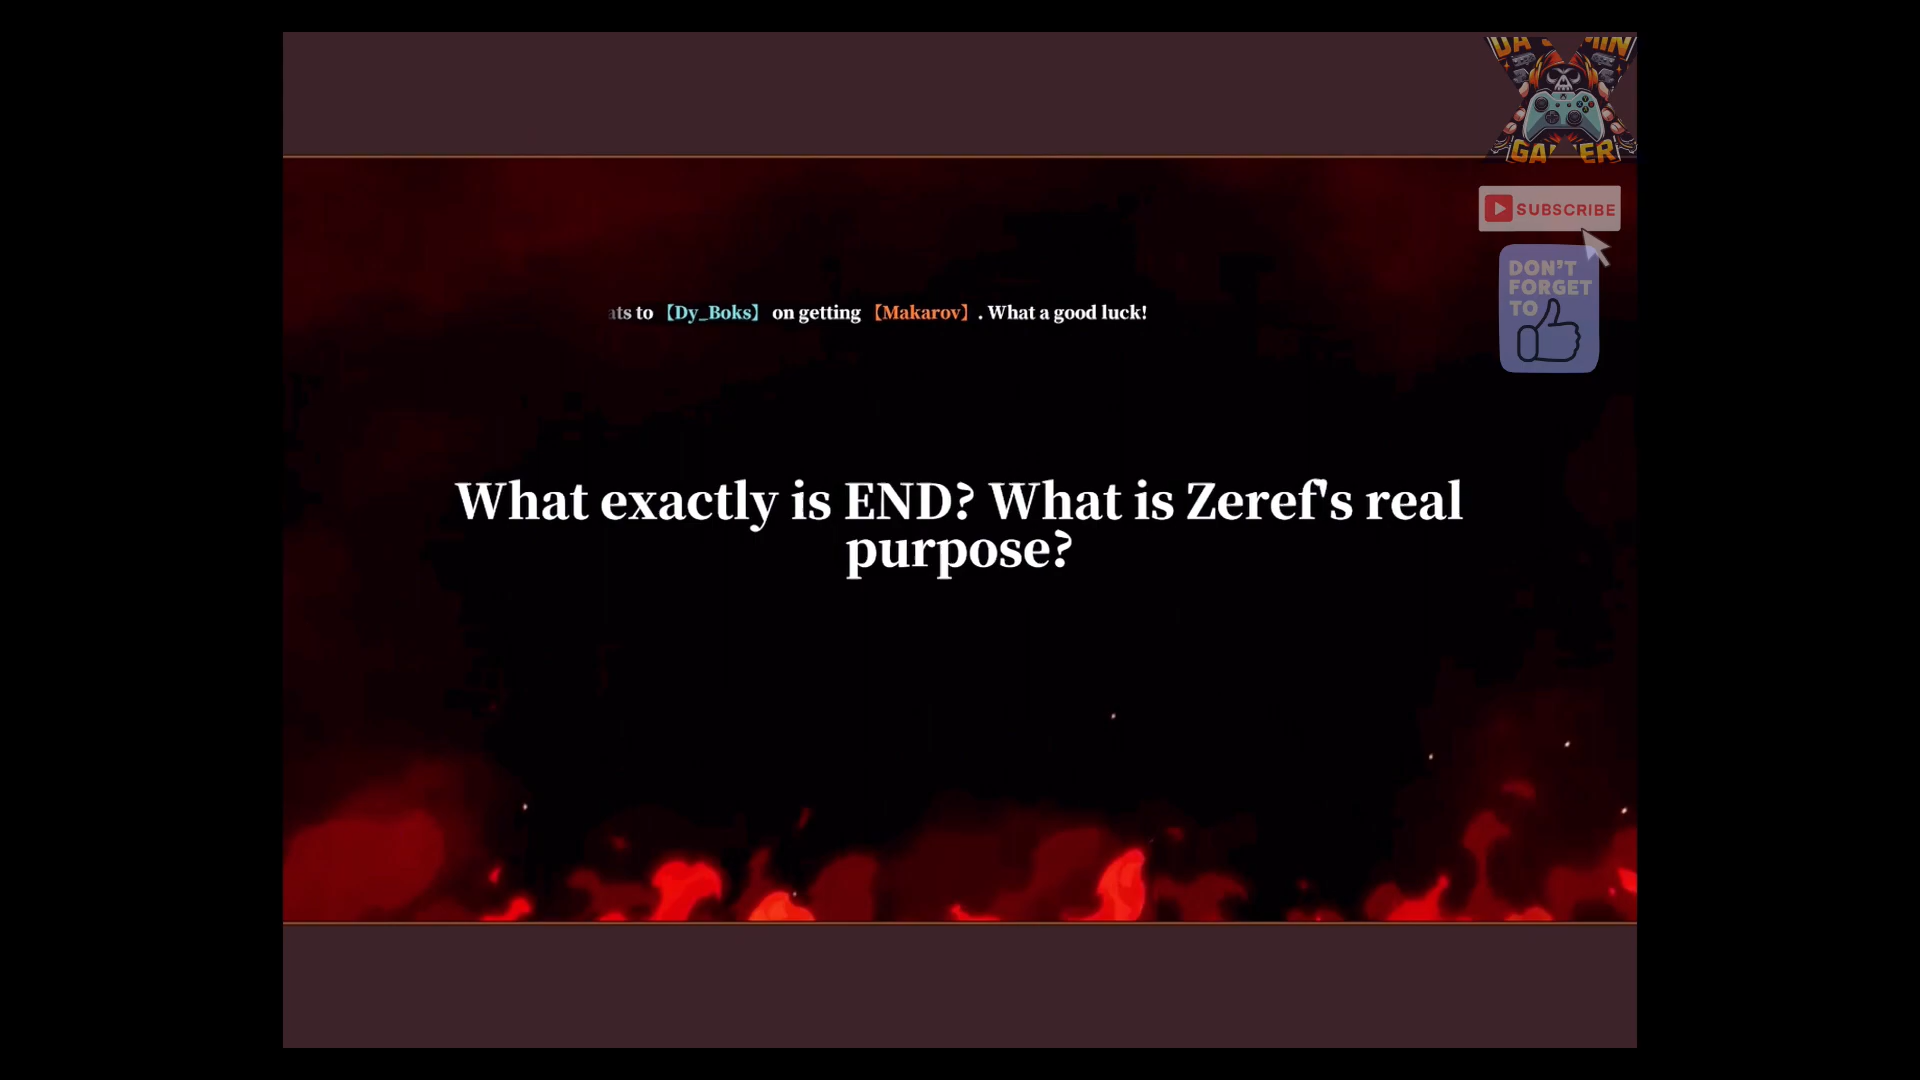 SUBSCRIBE
DON'T
FORGET
TO
ats to 【Dy_Boks】 on getting 【Makarov】. What a good luck!
What exactly is END? What is Zeref's real
purpose?